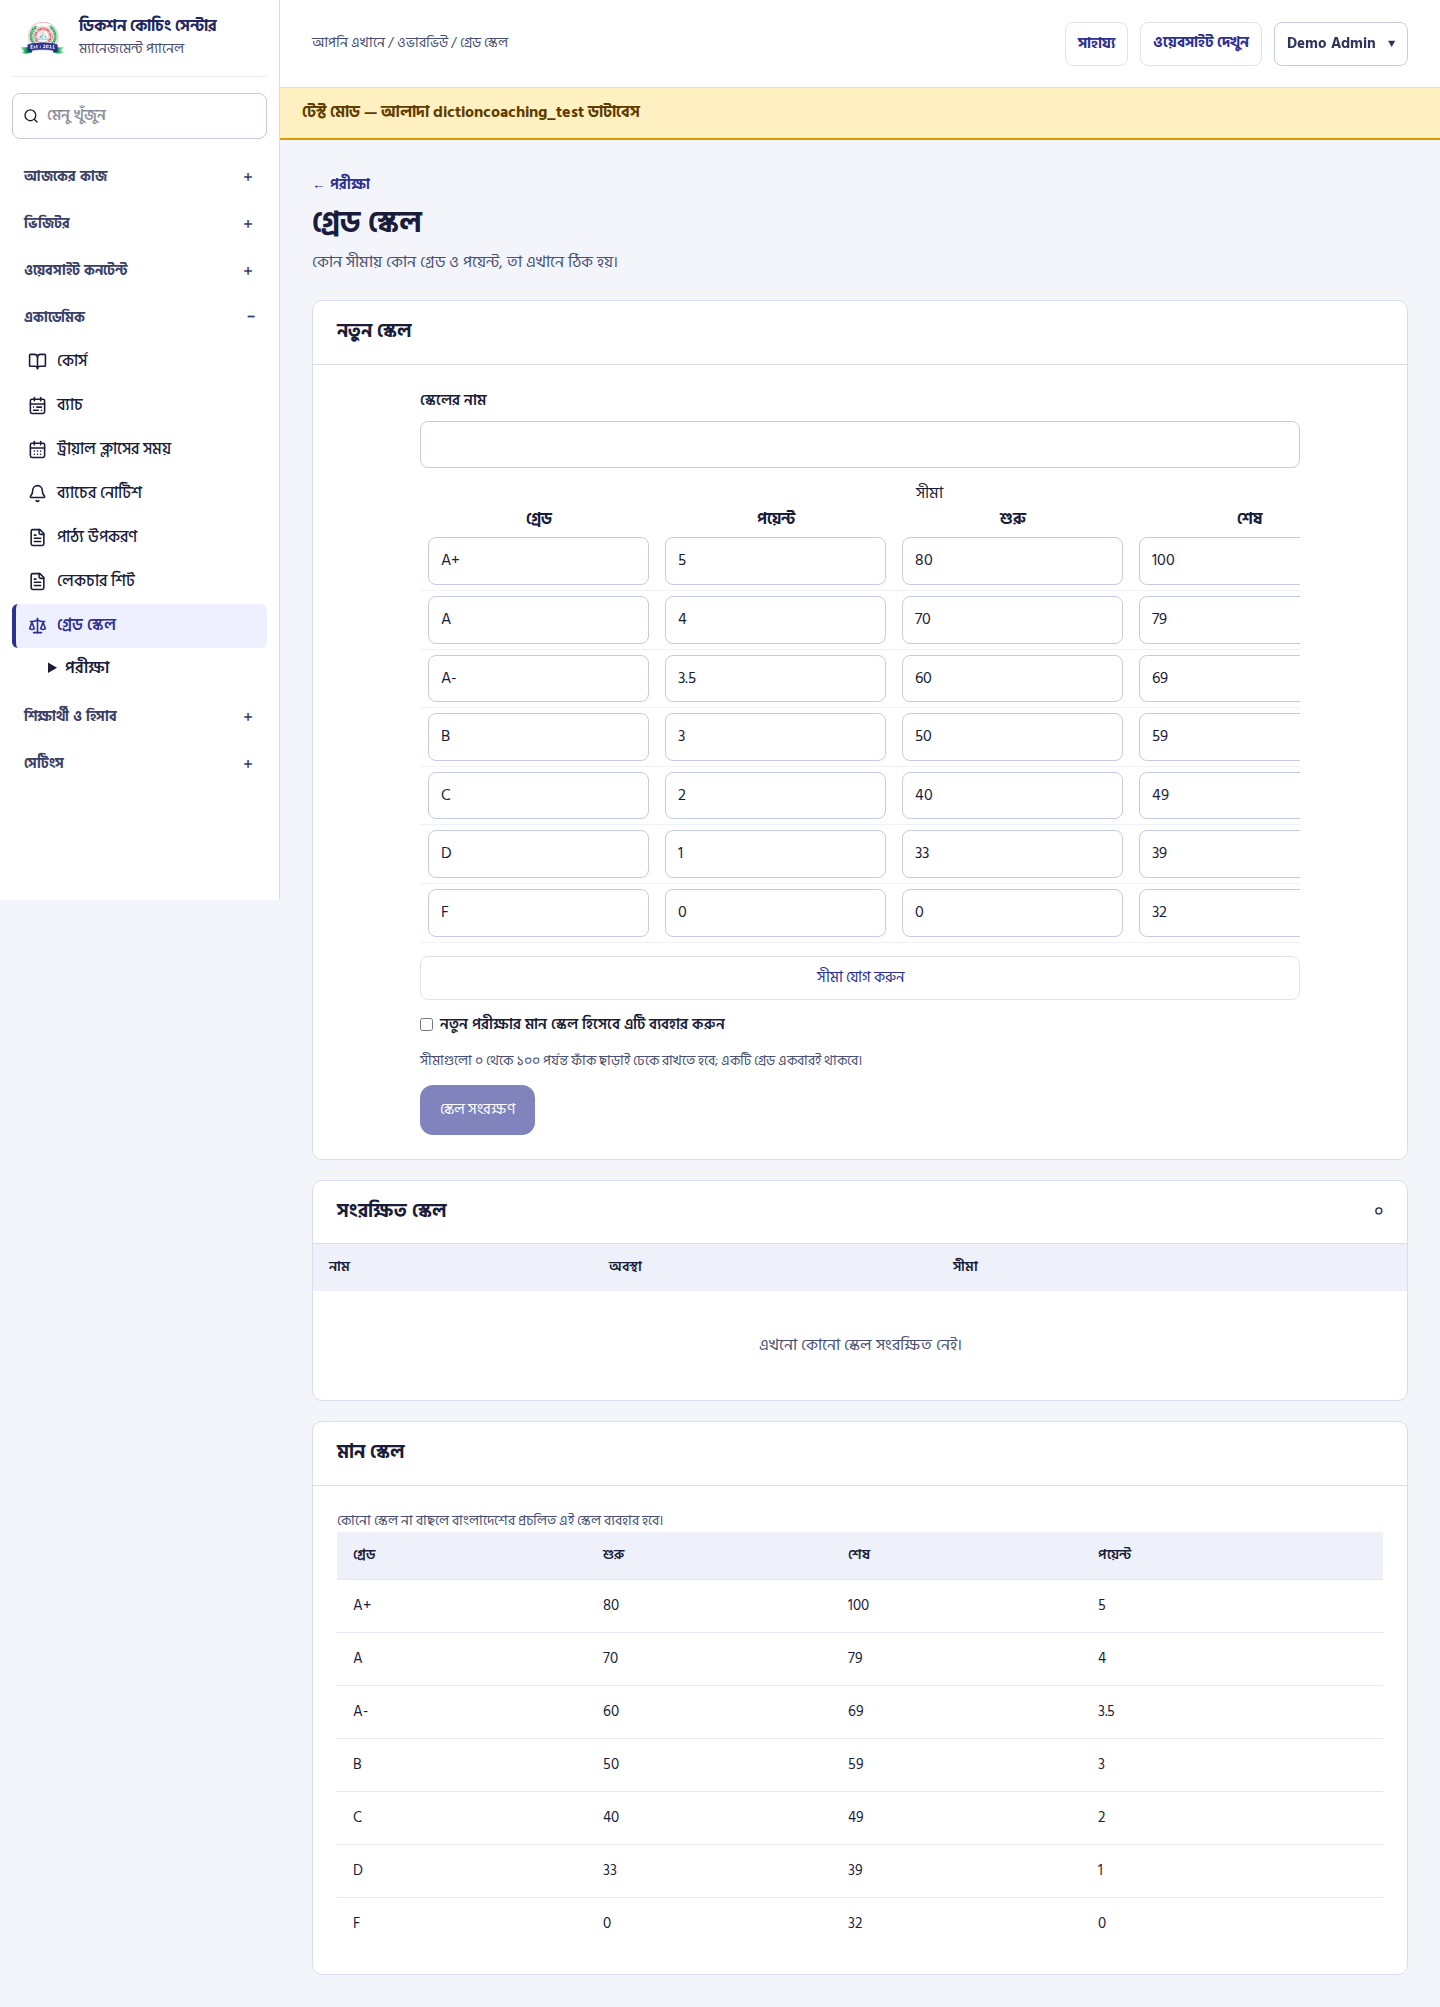 ডিকশন কোচিং সেন্টার
ম্যানেজমেন্ট প্যানেল
Est : 2011
মেনু খুঁজুন
আজকের কাজ +
ভিজিটর +
ওয়েবসাইট কনটেন্ট +
একাডেমিক −
কোর্স
ব্যাচ
ট্রায়াল ক্লাসের সময়
ব্যাচের নোটিশ
পাঠ্য উপকরণ
লেকচার শিট
গ্রেড স্কেল
▶ পরীক্ষা
শিক্ষার্থী ও হিসাব +
সেটিংস +
আপনি এখানে / ওভারভিউ / গ্রেড স্কেল
সাহায্য
ওয়েবসাইট দেখুন
Demo Admin ▾
টেস্ট মোড — আলাদা dictioncoaching_test ডাটাবেস
← পরীক্ষা
গ্রেড স্কেল
কোন সীমায় কোন গ্রেড ও পয়েন্ট, তা এখানে ঠিক হয়।
নতুন স্কেল
স্কেলের নাম
সীমা
গ্রেড পয়েন্ট শুরু শেষ
A+ 5 80 100
A 4 70 79
A- 3.5 60 69
B 3 50 59
C 2 40 49
D 1 33 39
F 0 0 32
সীমা যোগ করুন
নতুন পরীক্ষার মান স্কেল হিসেবে এটি ব্যবহার করুন
সীমাগুলো ০ থেকে ১০০ পর্যন্ত ফাঁক ছাড়াই ঢেকে রাখতে হবে; একটি গ্রেড একবারই থাকবে।
স্কেল সংরক্ষণ
সংরক্ষিত স্কেল ০
নাম অবস্থা সীমা
এখনো কোনো স্কেল সংরক্ষিত নেই।
মান স্কেল
কোনো স্কেল না বাছলে বাংলাদেশের প্রচলিত এই স্কেল ব্যবহার হবে।
গ্রেড শুরু শেষ পয়েন্ট
A+ 80 100 5
A 70 79 4
A- 60 69 3.5
B 50 59 3
C 40 49 2
D 33 39 1
F 0 32 0